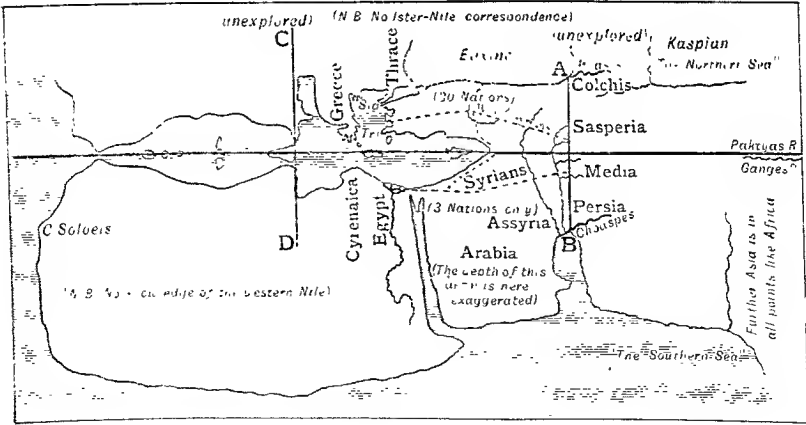 unexplored)
(N B No Ister-Nile correspondence)
C
Thrace
Euxine
(unexplored)
Kaspian
"The Northern Sea"
A
Colchis
Greece
(30 Nations)
Sasperia
Paktyas R
Ganges
Syrians
Media
Cyrenaica
Egypt
(3 Nations only)
Persia
Assyria
Choaspes
B
C Soloeis
D
Arabia
(The depth of this
is here
exaggerated)
(N B No knowledge of the western Nile)
Further Asia is in
all points like Africa
"The Southern Sea"